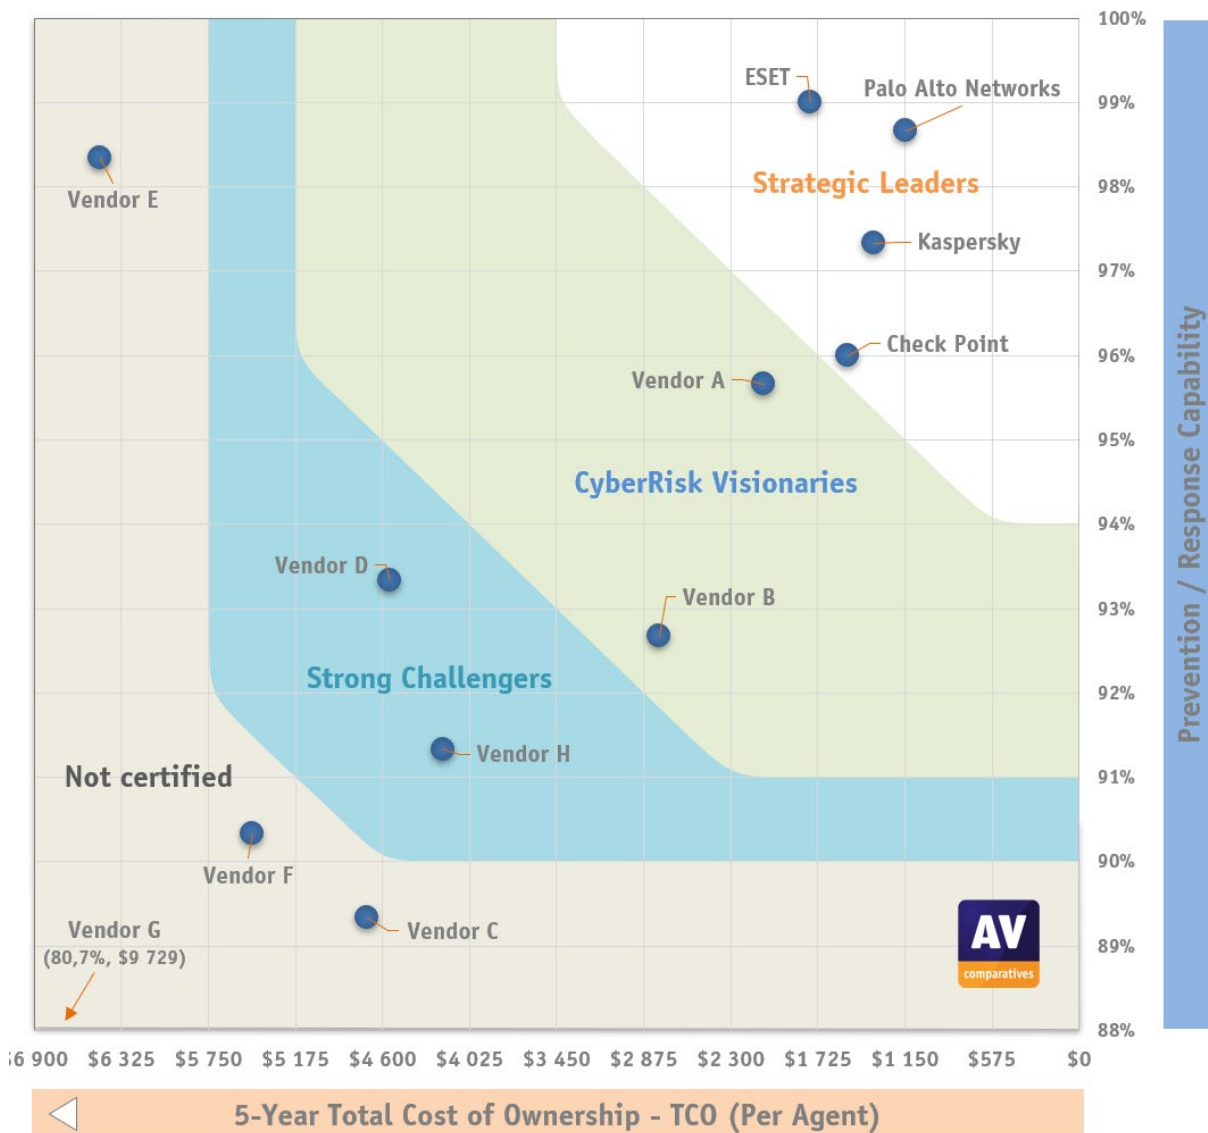 100%
ESET
Palo Alto Networks
99%
Vendor E
Strategic Leaders
98%
Kaspersky
97%
Check Point
96%
Vendor A
95%
CyberRisk Visionaries
94%
Vendor D
Vendor B
93%
Strong Challengers
92%
Vendor H
Not certified
91%
Vendor F
90%
Vendor G
(80,7%, $9 729)
Vendor C
89%
AV
comparatives
88%
Prevention / Response Capability
$6 900 $6 325 $5 750 $5 175 $4 600 $4 025 $3 450 $2 875 $2 300 $1 725 $1 150 $575 $0
5-Year Total Cost of Ownership - TCO (Per Agent)